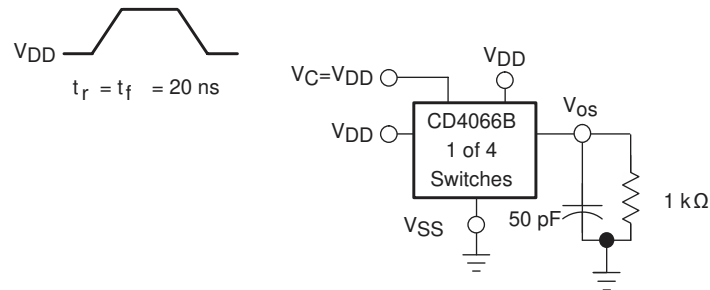 VDD
tr = tf = 20 ns
VC=VDD
VDD
VDD
CD4066B
1 of 4
Switches
Vos
VSS
50 pF
1 kΩ